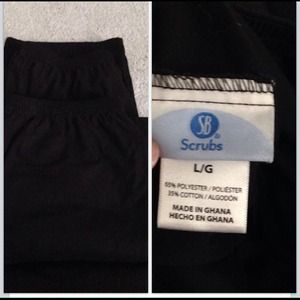 SB
Scrubs
L/G
65% POLYESTER / POLIÉSTER
35% COTTON / ALGODÓN
MADE IN GHANA
HECHO EN GHANA